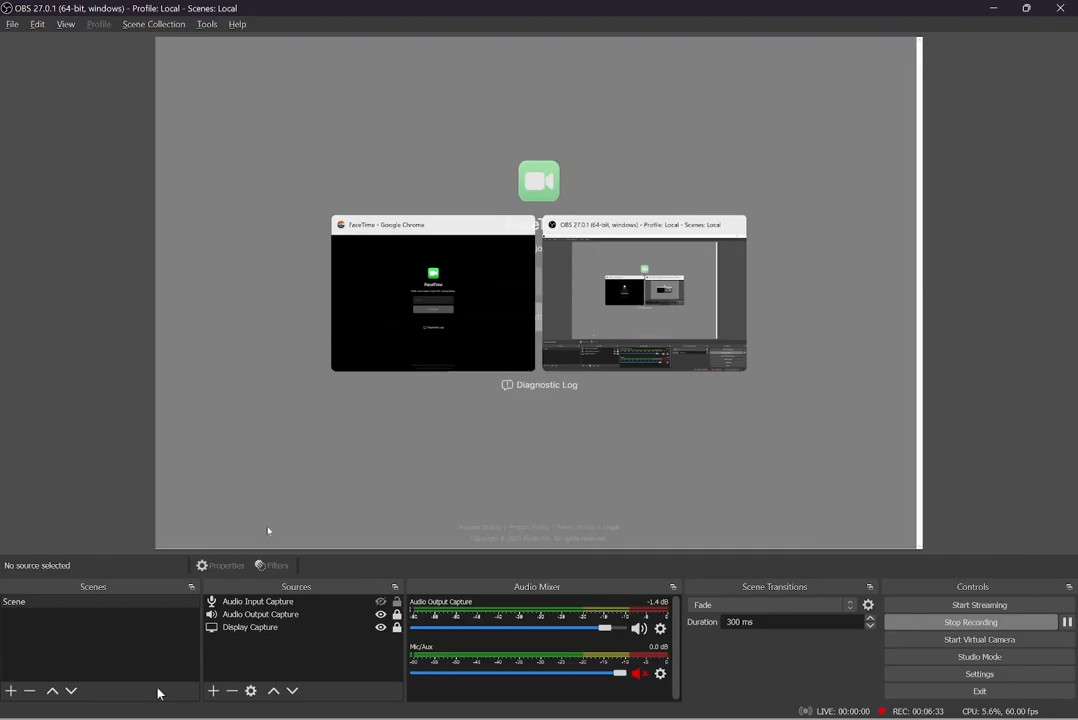 OBS 27.0.1 (64-bit, windows) - Profile: Local - Scenes: Local
File Edit View Profile Scene Collection Tools Help
FaceTime - Google Chrome
OBS 27.0.1 (64-bit, windows) - Profile: Local - Scenes: Local
FaceTime
Diagnostic Log
No source selected
Properties Filters
Scenes Sources Audio Mixer Scene Transitions Controls
Scene
Audio Input Capture
Audio Output Capture
Display Capture
Audio Output Capture -1.4 dB
Mic/Aux 0.0 dB
Fade
Duration 300 ms
Start Streaming
Stop Recording
Start Virtual Camera
Studio Mode
Settings
Exit
LIVE: 00:00:00 REC: 00:06:33 CPU: 5.6%, 60.00 fps